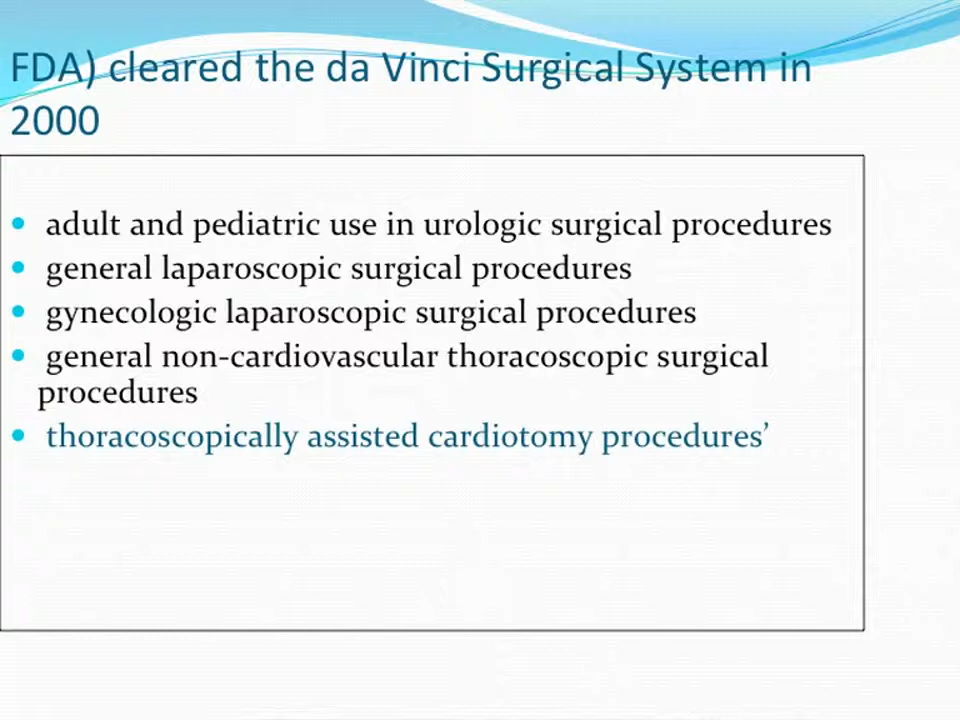 FDA) cleared the da Vinci Surgical System in
2000
• adult and pediatric use in urologic surgical procedures
• general laparoscopic surgical procedures
• gynecologic laparoscopic surgical procedures
• general non-cardiovascular thoracoscopic surgical
procedures
• thoracoscopically assisted cardiotomy procedures’